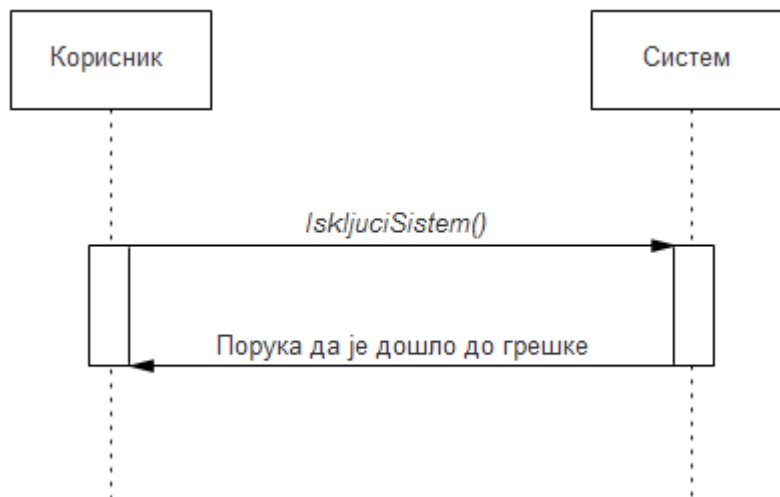 Корисник
Систем
IskljuciSistem()
Порука да је дошло до грешке